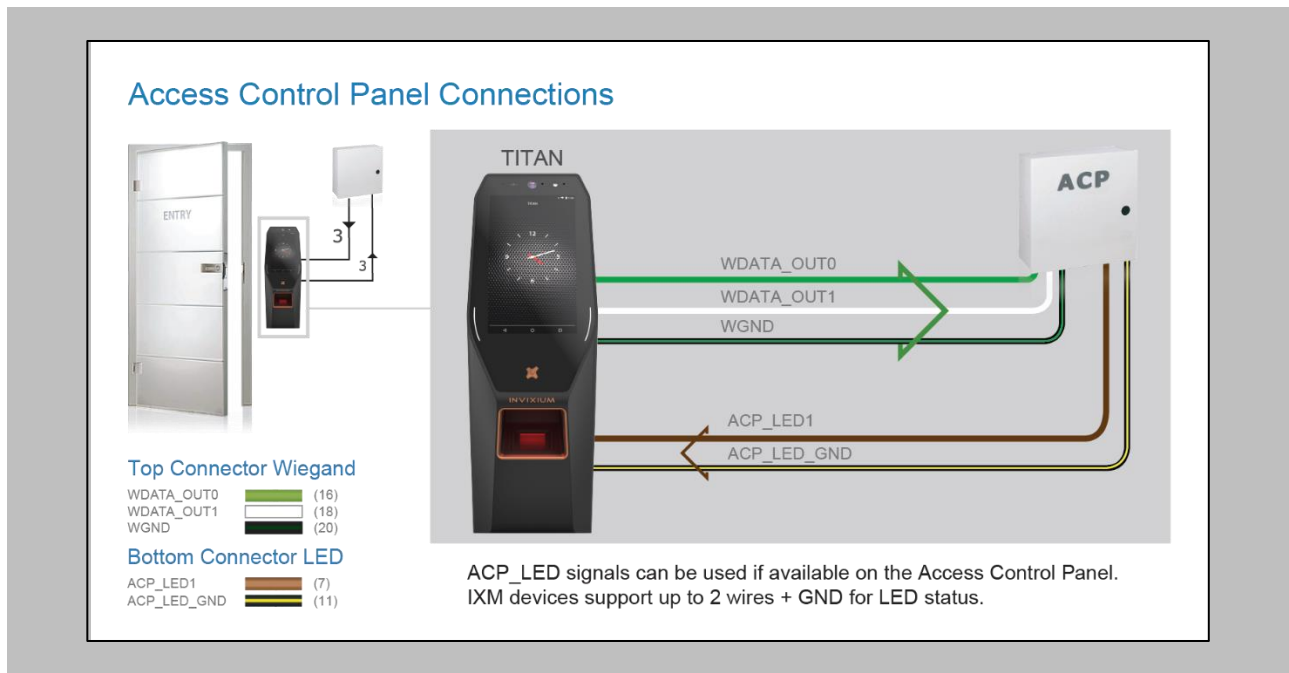 Access Control Panel Connections
ENTRY
3
3
TITAN
TITAN
12
INVIXIUM
ACP
WDATA_OUT0
WDATA_OUT1
WGND
ACP_LED1
ACP_LED_GND
Top Connector Wiegand
WDATA_OUT0 (16)
WDATA_OUT1 (18)
WGND (20)
Bottom Connector LED
ACP_LED1 (7)
ACP_LED_GND (11)
ACP_LED signals can be used if available on the Access Control Panel.
IXM devices support up to 2 wires + GND for LED status.